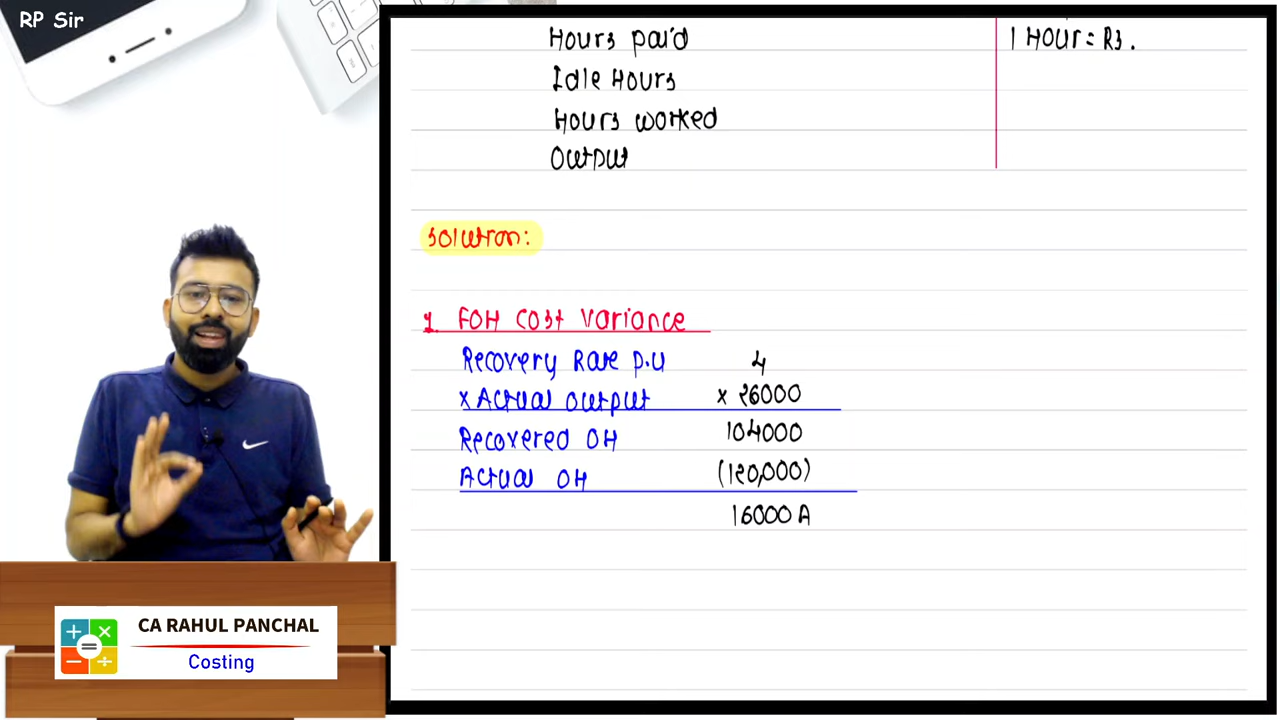 RP Sir
Hours paid
1 Hour = Rs.
Idle Hours
Hours worked
Output
Solution:
1. FOH Cost Variance
Recovery Rate P.U 4
x Actual Output x 26000
Recovered OH 104000
Actual OH (120,000)
16000 A
CA RAHUL PANCHAL
Costing